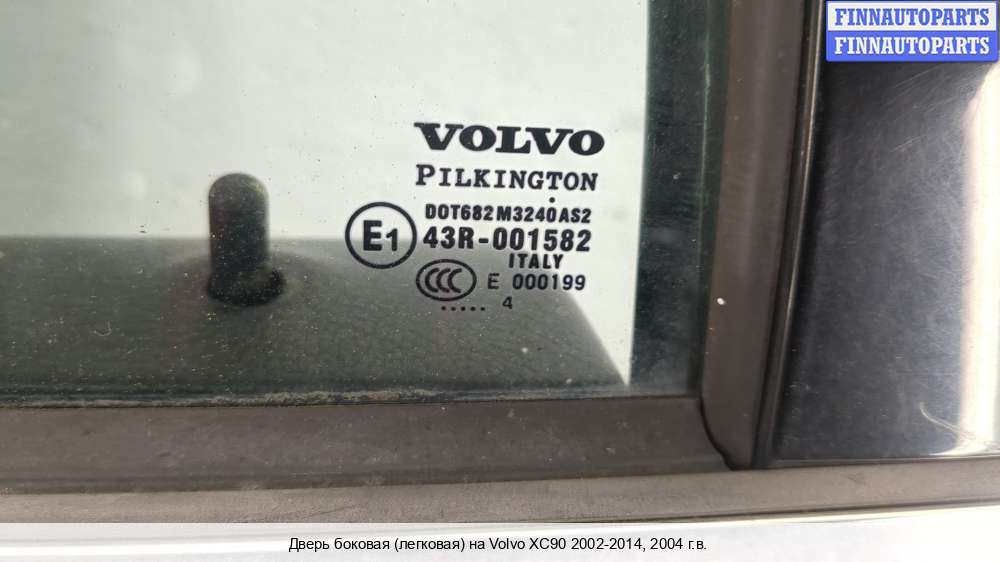 FINNAUTOPARTS
FINNAUTOPARTS
VOLVO
PILKINGTON
DOT682 M3240 AS2
E1 43R-001582
ITALY
CCC E 000199
..... 4
Дверь боковая (легковая) на Volvo XC90 2002-2014, 2004 г.в.